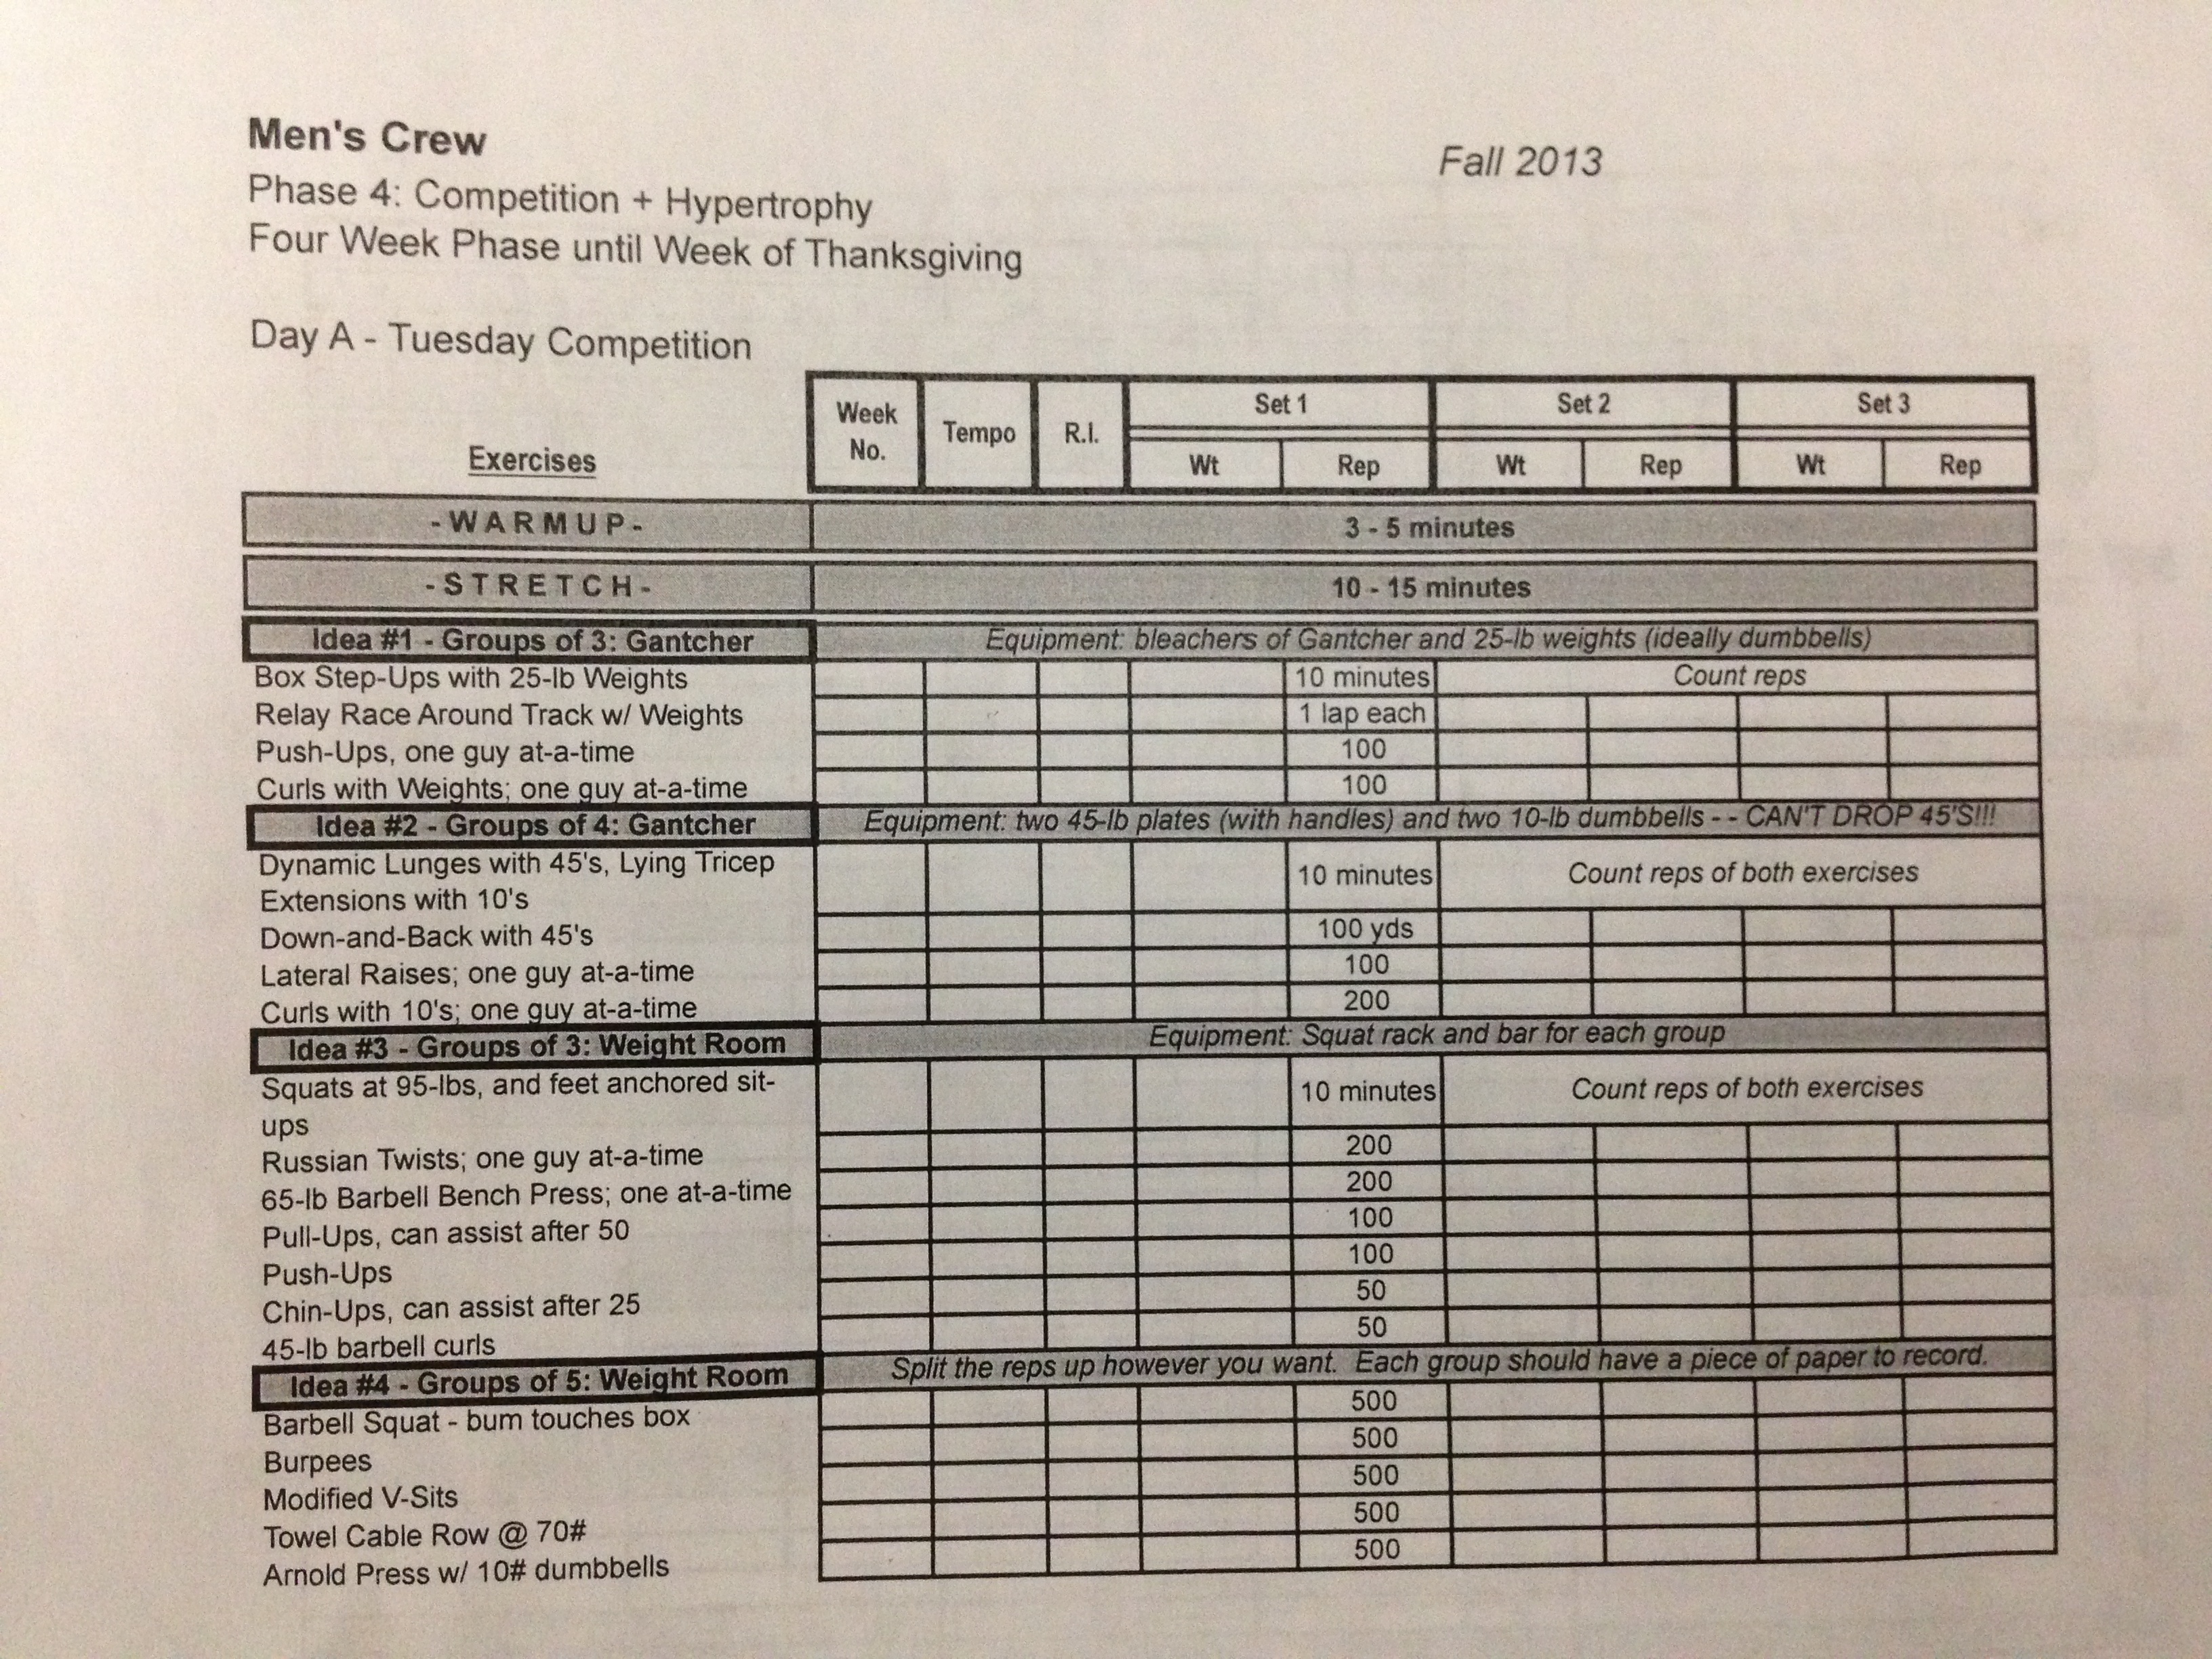 Men's Crew
Fall 2013
Phase 4: Competition + Hypertrophy
Four Week Phase until Week of Thanksgiving
Day A - Tuesday Competition
Exercises Week No. Tempo R.I. Set 1 Set 2 Set 3
Wt Rep Wt Rep Wt Rep
-WARMUP- 3 - 5 minutes
-STRETCH- 10 - 15 minutes
Idea #1 - Groups of 3: Gantcher Equipment: bleachers of Gantcher and 25-lb weights (ideally dumbbells)
Box Step-Ups with 25-lb Weights 10 minutes Count reps
Relay Race Around Track w/ Weights 1 lap each
Push-Ups, one guy at-a-time 100
Curls with Weights; one guy at-a-time 100
Idea #2 - Groups of 4: Gantcher Equipment: two 45-lb plates (with handles) and two 10-lb dumbbells - - CAN'T DROP 45'S!!!
Dynamic Lunges with 45's, Lying Tricep
Extensions with 10's 10 minutes Count reps of both exercises
Down-and-Back with 45's 100 yds
Lateral Raises; one guy at-a-time 100
Curls with 10's; one guy at-a-time 200
Idea #3 - Groups of 3: Weight Room Equipment: Squat rack and bar for each group
Squats at 95-lbs, and feet anchored sit-
ups 10 minutes Count reps of both exercises
Russian Twists; one guy at-a-time 200
65-lb Barbell Bench Press; one at-a-time 200
Pull-Ups, can assist after 50 100
Push-Ups 100
Chin-Ups, can assist after 25 50
45-lb barbell curls 50
Idea #4 - Groups of 5: Weight Room Split the reps up however you want. Each group should have a piece of paper to record.
Barbell Squat - bum touches box 500
Burpees 500
Modified V-Sits 500
Towel Cable Row @ 70# 500
Arnold Press w/ 10# dumbbells 500